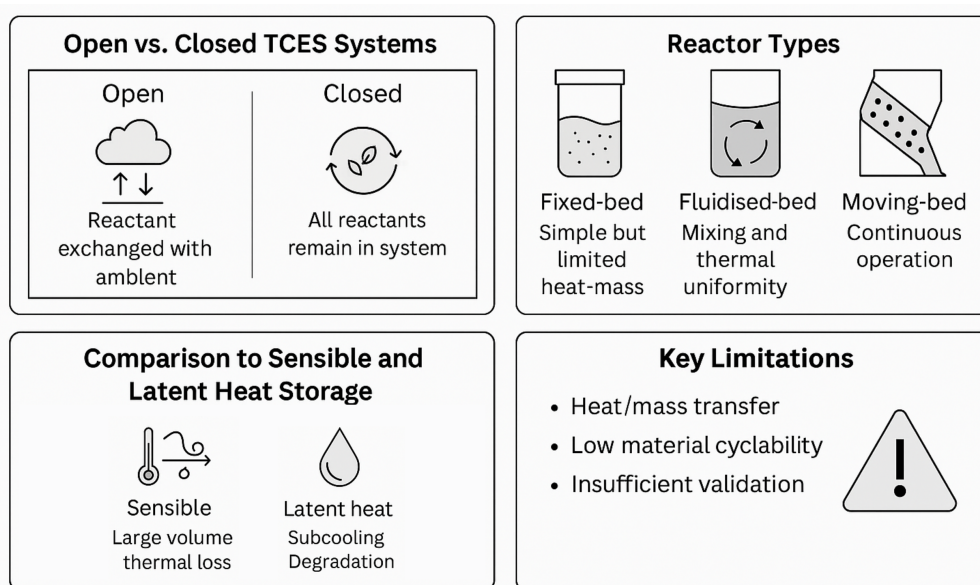 Open vs. Closed TCES Systems
Open
Reactant
exchanged with
amblent
Closed
All reactants
remain in system
Reactor Types
Fixed-bed
Simple but
limited
heat-mass
Fluidised-bed
Mixing and
thermal
uniformity
Moving-bed
Continuous
operation
Comparison to Sensible and
Latent Heat Storage
Sensible
Large volume
thermal loss
Latent heat
Subcooling
Degradation
Key Limitations
• Heat/mass transfer
• Low material cyclability
• Insufficient validation